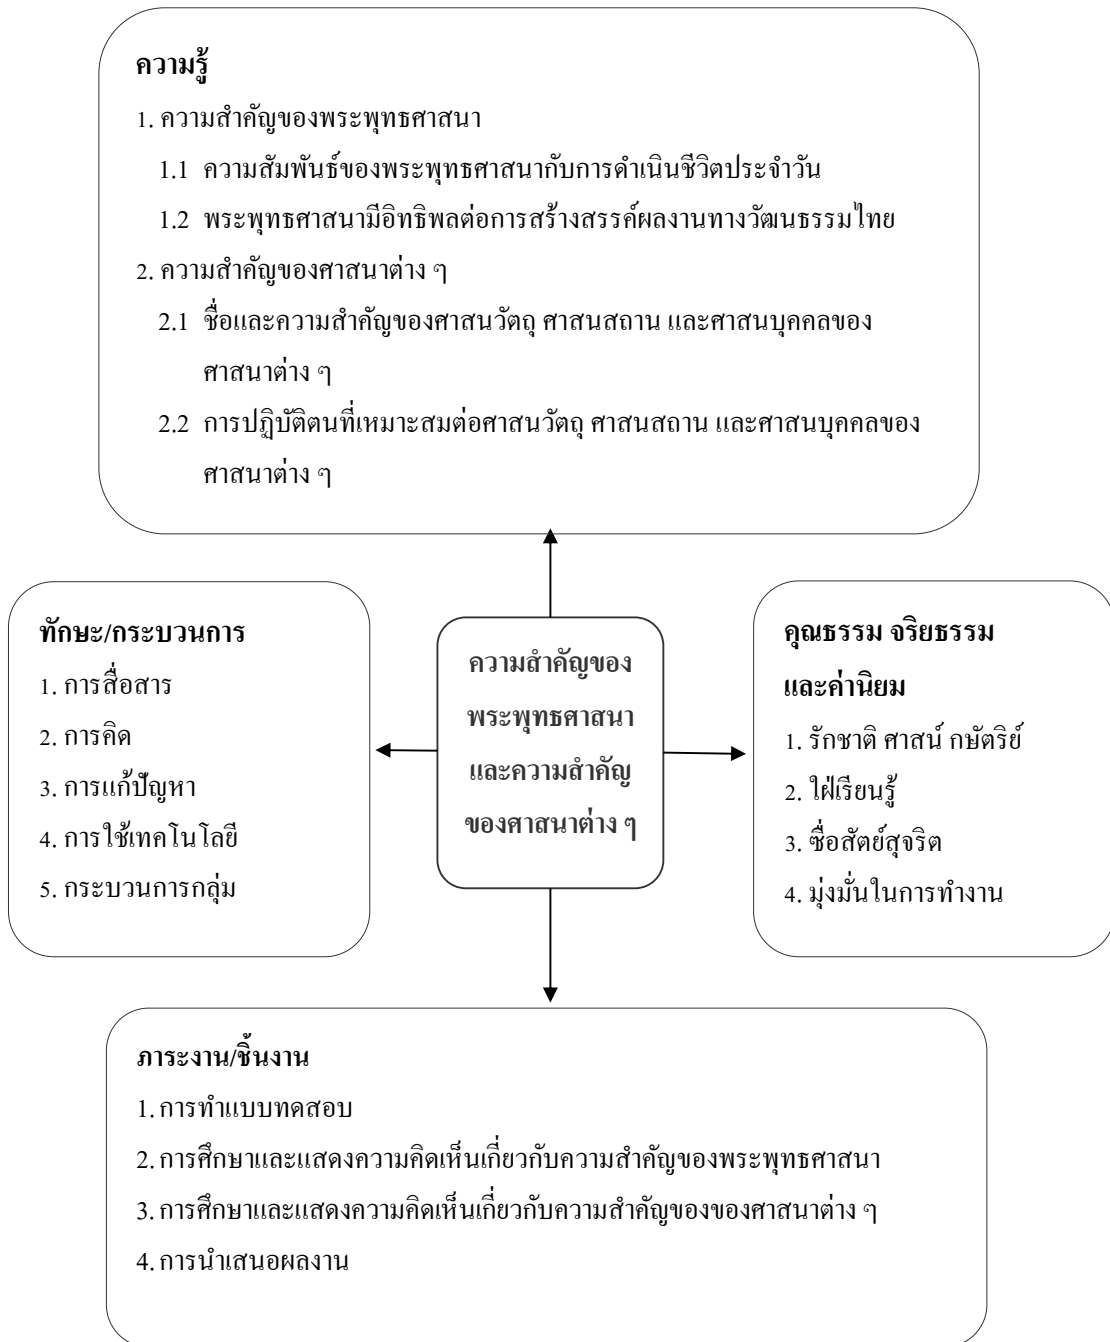 ความรู้
1. ความสำคัญของพระพุทธศาสนา
1.1 ความสัมพันธ์ของพระพุทธศาสนากับการดำเนินชีวิตประจำวัน
1.2 พระพุทธศาสนามีอิทธิพลต่อการสร้างสรรค์ผลงานทางวัฒนธรรมไทย
2. ความสำคัญของศาสนาต่าง ๆ
2.1 ชื่อและความสำคัญของศาสนวัตถุ ศาสนสถาน และศาสนบุคคลของ
ศาสนาต่าง ๆ
2.2 การปฏิบัติตนที่เหมาะสมต่อศาสนวัตถุ ศาสนสถาน และศาสนบุคคลของ
ศาสนาต่าง ๆ
ทักษะ/กระบวนการ
1. การสื่อสาร
2. การคิด
3. การแก้ปัญหา
4. การใช้เทคโนโลยี
5. กระบวนการกลุ่ม
ความสำคัญของ
พระพุทธศาสนา
และความสำคัญ
ของศาสนาต่าง ๆ
คุณธรรม จริยธรรม
และค่านิยม
1. รักชาติ ศาสน์ กษัตริย์
2. ใฝ่เรียนรู้
3. ซื่อสัตย์สุจริต
4. มุ่งมั่นในการทำงาน
ภาระงาน/ชิ้นงาน
1. การทำแบบทดสอบ
2. การศึกษาและแสดงความคิดเห็นเกี่ยวกับความสำคัญของพระพุทธศาสนา
3. การศึกษาและแสดงความคิดเห็นเกี่ยวกับความสำคัญของของศาสนาต่าง ๆ
4. การนำเสนอผลงาน